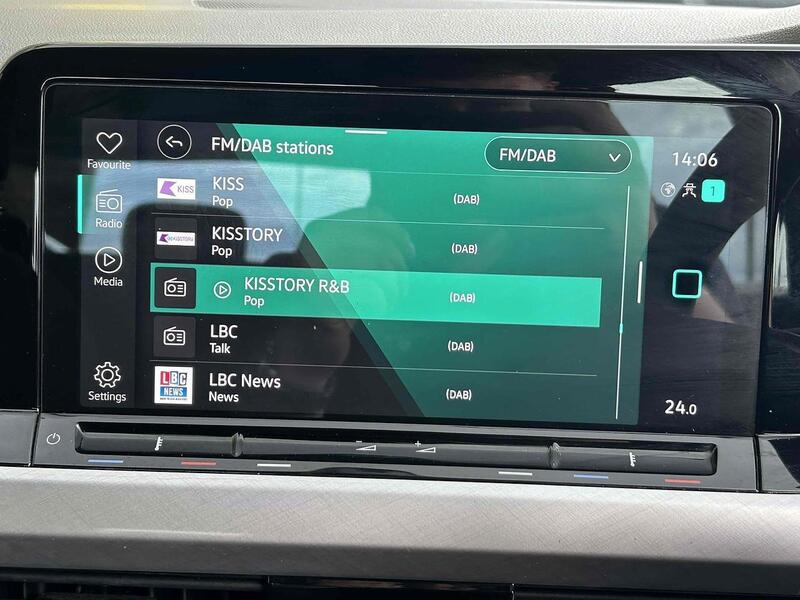 FM/DAB stations
FM/DAB
14:06
1
Favourite
Radio
Media
Settings
KISS
KISS
Pop
(DAB)
KISSTORY
KISSTORY
Pop
(DAB)
KISSTORY R&B
Pop
(DAB)
LBC
Talk
(DAB)
LBC
NEWS
LBC News
News
(DAB)
24.0